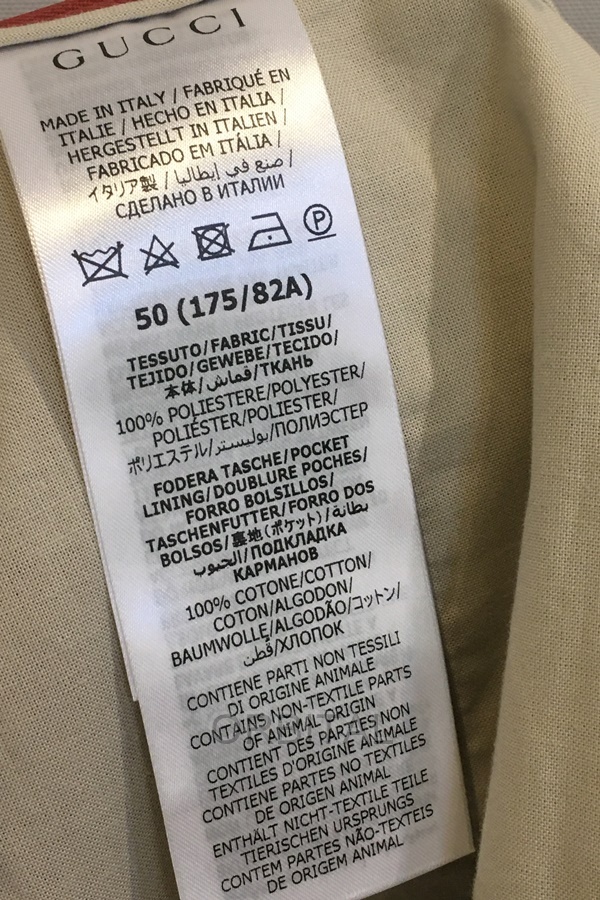 GUCCI
MADE IN ITALY / FABRIQUÉ EN
ITALIE / HECHO EN ITALIA /
HERGESTELLT IN ITALIEN /
FABRICADO EM ITÁLIA /
イタリア製 / صنع في إيطاليا /
СДЕЛАНО В ИТАЛИИ
P
50 (175/82A)
TESSUTO/FABRIC/TISSU/
TEJIDO/GEWEBE/TECIDO/
本体/قماش/ТКАНЬ
100% POLIESTERE/POLYESTER/
POLIÉSTER/POLIESTER/
ポリエステル/بوليستر/ПОЛИЭСТЕР
FODERA TASCHE/POCKET
LINING/DOUBLURE POCHES/
FORRO BOLSILLOS/
TASCHENFUTTER/FORRO DOS
BOLSOS/裏地(ポケット)/بطانة
الجيوب/ПОДКЛАДКА
КАРМАНОВ
100% COTONE/COTTON/
COTON/ALGODON/
BAUMWOLLE/ALGODÃO/コットン/
قطن/ХЛОПОК
CONTIENE PARTI NON TESSILI
DI ORIGINE ANIMALE
CONTAINS NON-TEXTILE PARTS
OF ANIMAL ORIGIN
CONTIENT DES PARTIES NON
TEXTILES D'ORIGINE ANIMALE
CONTIENE PARTES NO TEXTILES
DE ORIGEN ANIMAL
ENTHÄLT NICHT-TEXTILE TEILE
TIERISCHEN URSPRUNGS
CONTEM PARTES NÃO-TEXTEIS
DE ORIGEM ANIMAL